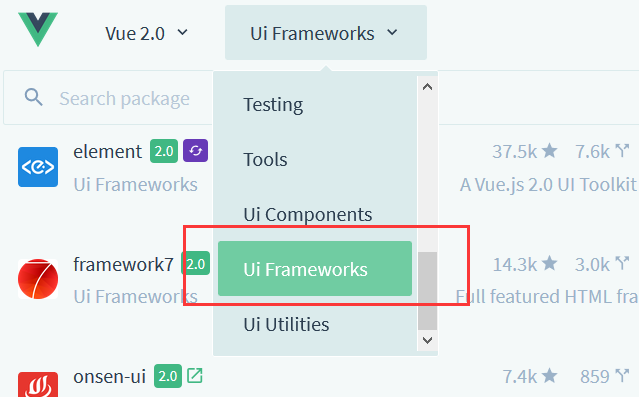 Vue 2.0 Ui Frameworks
Search package
Testing
Tools
Ui Components
Ui Frameworks
Ui Utilities
element 2.0 37.5k 7.6k
Ui Frameworks A Vue.js 2.0 UI Toolkit
framework7 2.0 14.3k 3.0k
Ui Frameworks Full featured HTML fra
onsen-ui 2.0 7.4k 859